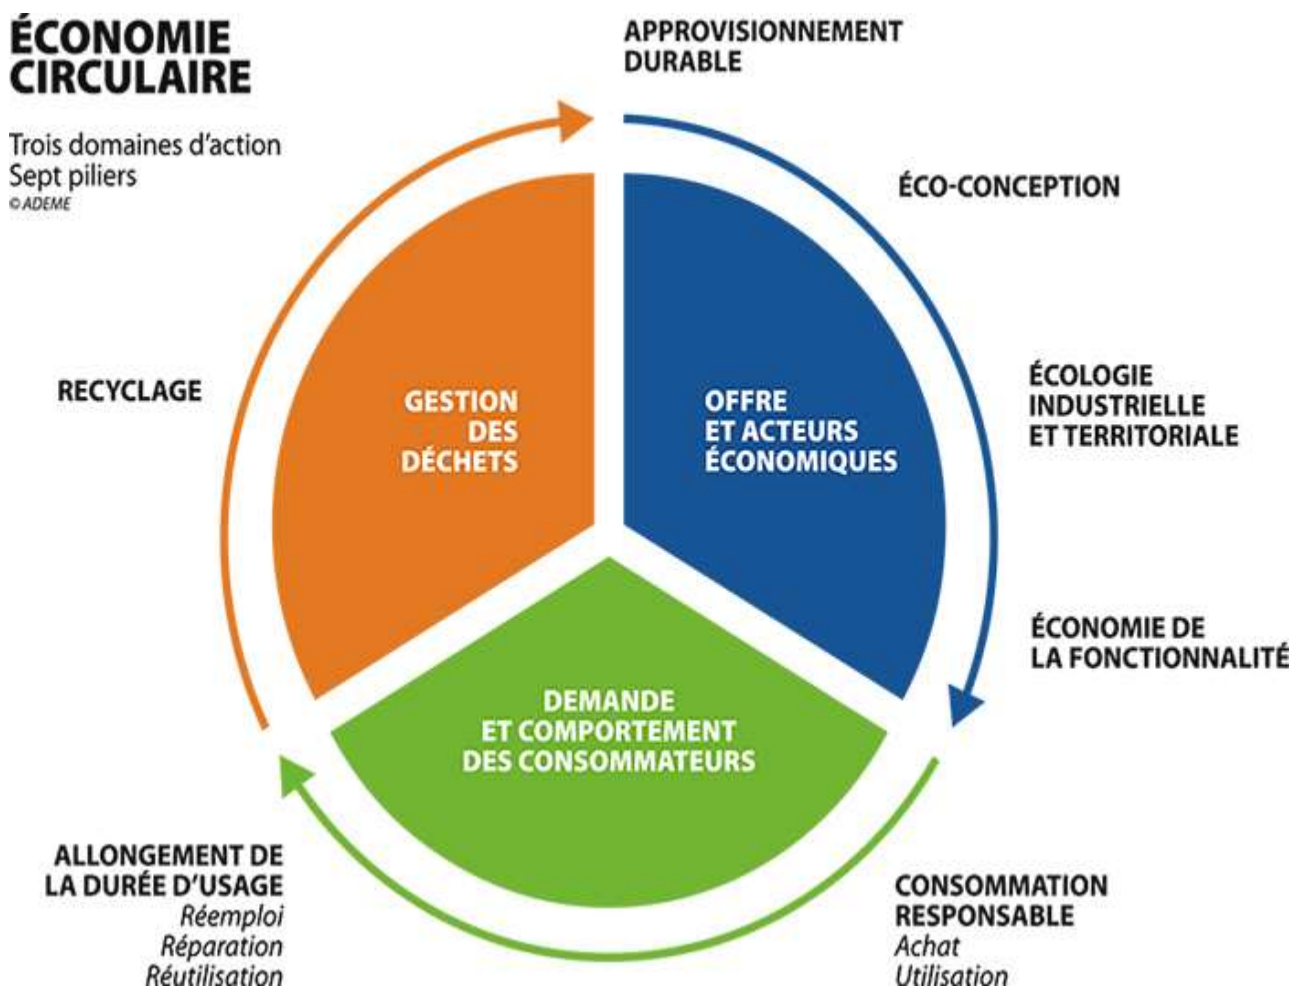 ÉCONOMIE
CIRCULAIRE
Trois domaines d'action
Sept piliers
© ADEME
APPROVISIONNEMENT
DURABLE
ÉCO-CONCEPTION
ÉCOLOGIE
INDUSTRIELLE
ET TERRITORIALE
ÉCONOMIE DE
LA FONCTIONNALITÉ
OFFRE
ET ACTEURS
ÉCONOMIQUES
CONSOMMATION
RESPONSABLE
Achat
Utilisation
DEMANDE
ET COMPORTEMENT
DES CONSOMMATEURS
ALLONGEMENT DE
LA DURÉE D'USAGE
Réemploi
Réparation
Réutilisation
RECYCLAGE
GESTION
DES
DÉCHETS